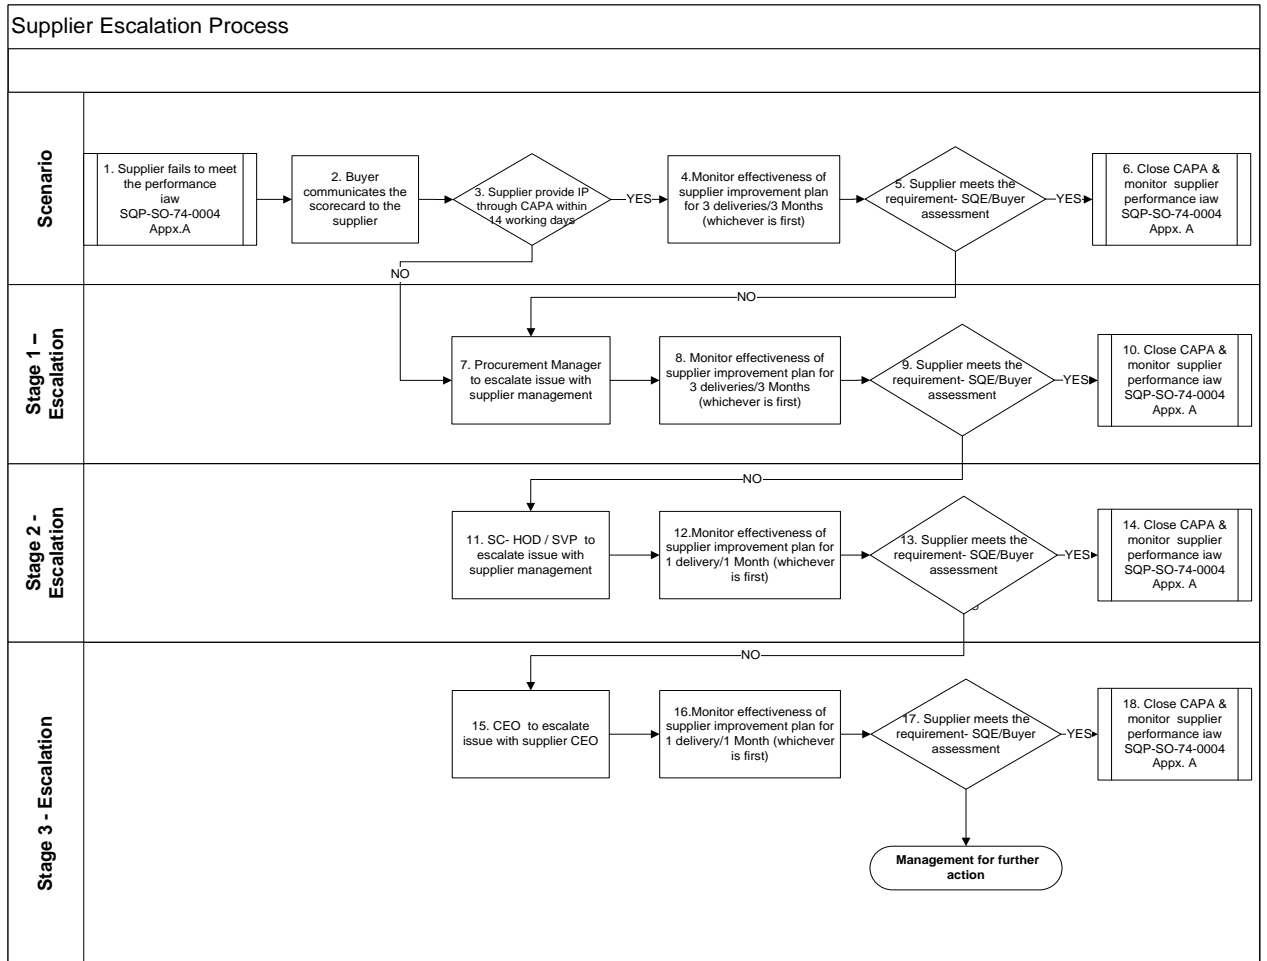 Supplier Escalation Process
Scenario
1. Supplier fails to meet
the performance
iaw
SQP-SO-74-0004
Appx.A
2. Buyer
communicates the
scorecard to the
supplier
3. Supplier provide IP
through CAPA within
14 working days
YES
4.Monitor effectiveness of
supplier improvement plan
for 3 deliveries/3 Months
(whichever is first)
5. Supplier meets the
requirement- SQE/Buyer
assessment
YES
6. Close CAPA &
monitor supplier
performance iaw
SQP-SO-74-0004
Appx. A
NO
NO
Stage 1 –
Escalation
7. Procurement Manager
to escalate issue with
supplier management
8. Monitor effectiveness of
supplier improvement plan for
3 deliveries/3 Months
(whichever is first)
9. Supplier meets the
requirement- SQE/Buyer
assessment
YES
10. Close CAPA &
monitor supplier
performance iaw
SQP-SO-74-0004
Appx. A
NO
Stage 2 -
Escalation
11. SC- HOD / SVP to
escalate issue with
supplier management
12.Monitor effectiveness of
supplier improvement plan for
1 delivery/1 Month (whichever
is first)
13. Supplier meets the
requirement- SQE/Buyer
assessment
YES
14. Close CAPA &
monitor supplier
performance iaw
SQP-SO-74-0004
Appx. A
NO
Stage 3 - Escalation
15. CEO to escalate
issue with supplier CEO
16.Monitor effectiveness of
supplier improvement plan for
1 delivery/1 Month (whichever
is first)
17. Supplier meets the
requirement- SQE/Buyer
assessment
YES
18. Close CAPA &
monitor supplier
performance iaw
SQP-SO-74-0004
Appx. A
Management for further
action